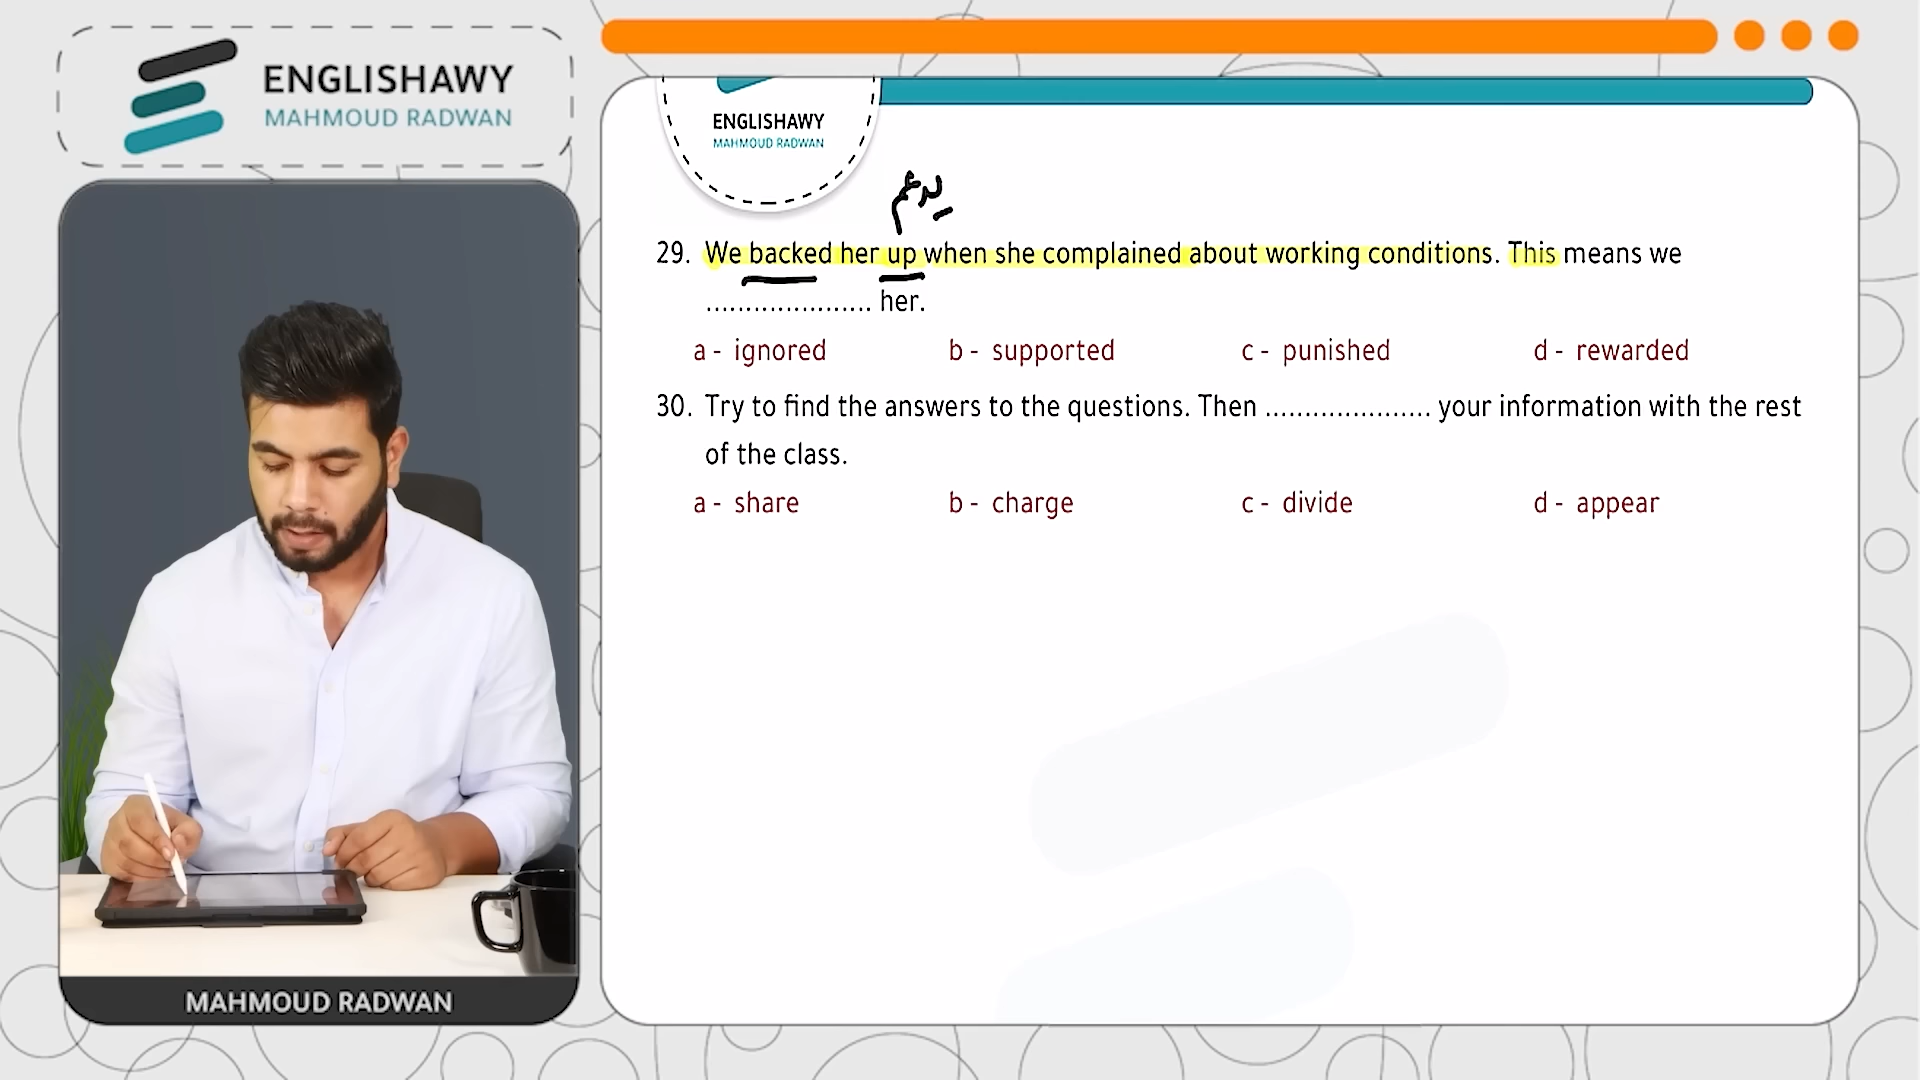 ENGLISHAWY
MAHMOUD RADWAN
ENGLISHAWY
MAHMOUD RADWAN
يدعم
29. We backed her up when she complained about working conditions. This means we
..................... her.
a - ignored b - supported c - punished d - rewarded
30. Try to find the answers to the questions. Then ..................... your information with the rest
of the class.
a - share b - charge c - divide d - appear
MAHMOUD RADWAN